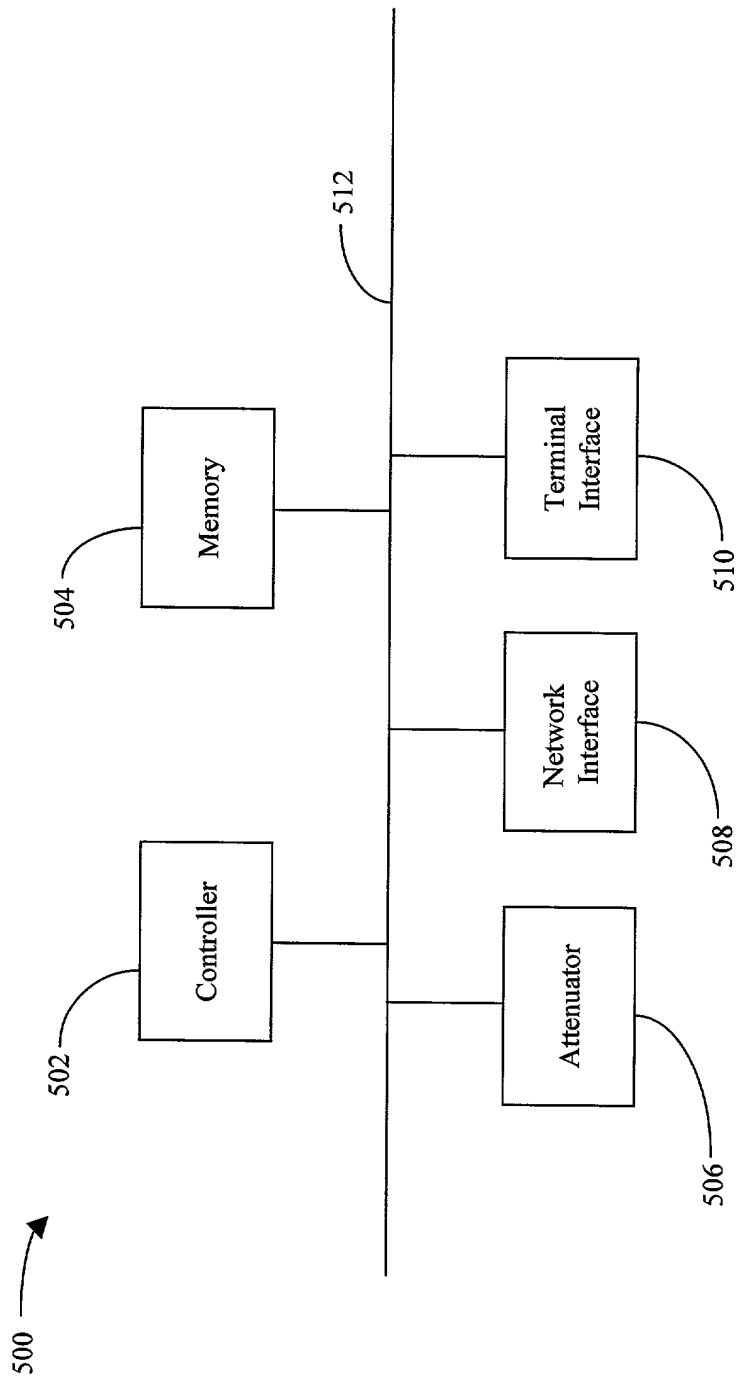 500
502
Controller
504
Memory
512
Attenuator
506
Network
Interface
508
Terminal
Interface
510